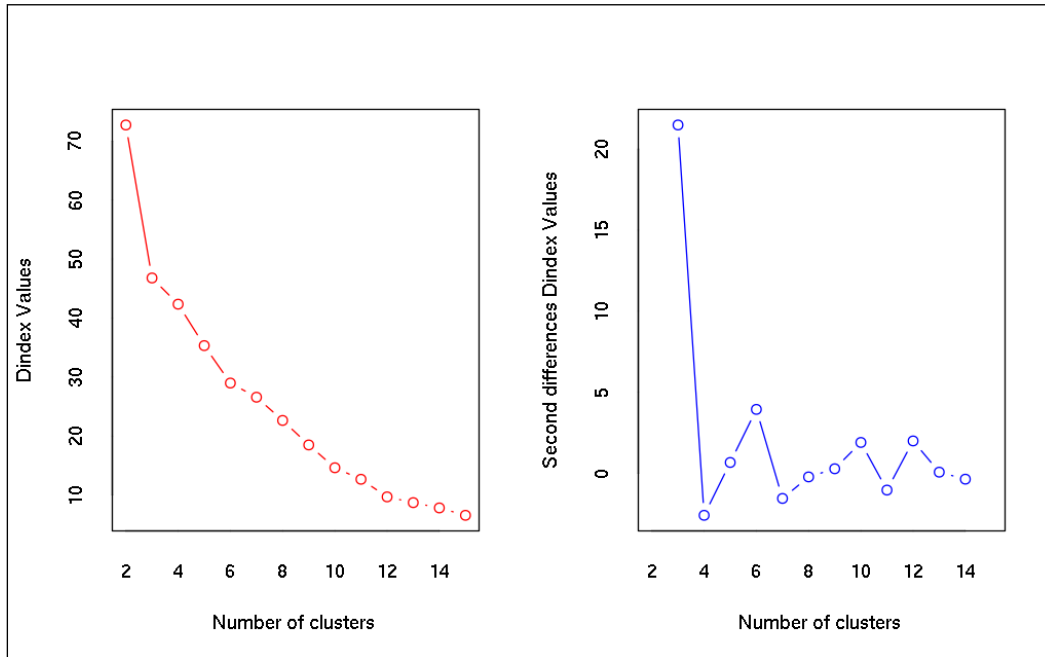 Dindex Values
70
60
50
40
30
20
10
2 4 6 8 10 12 14
Number of clusters
Second differences Dindex Values
20
15
10
5
0
2 4 6 8 10 12 14
Number of clusters